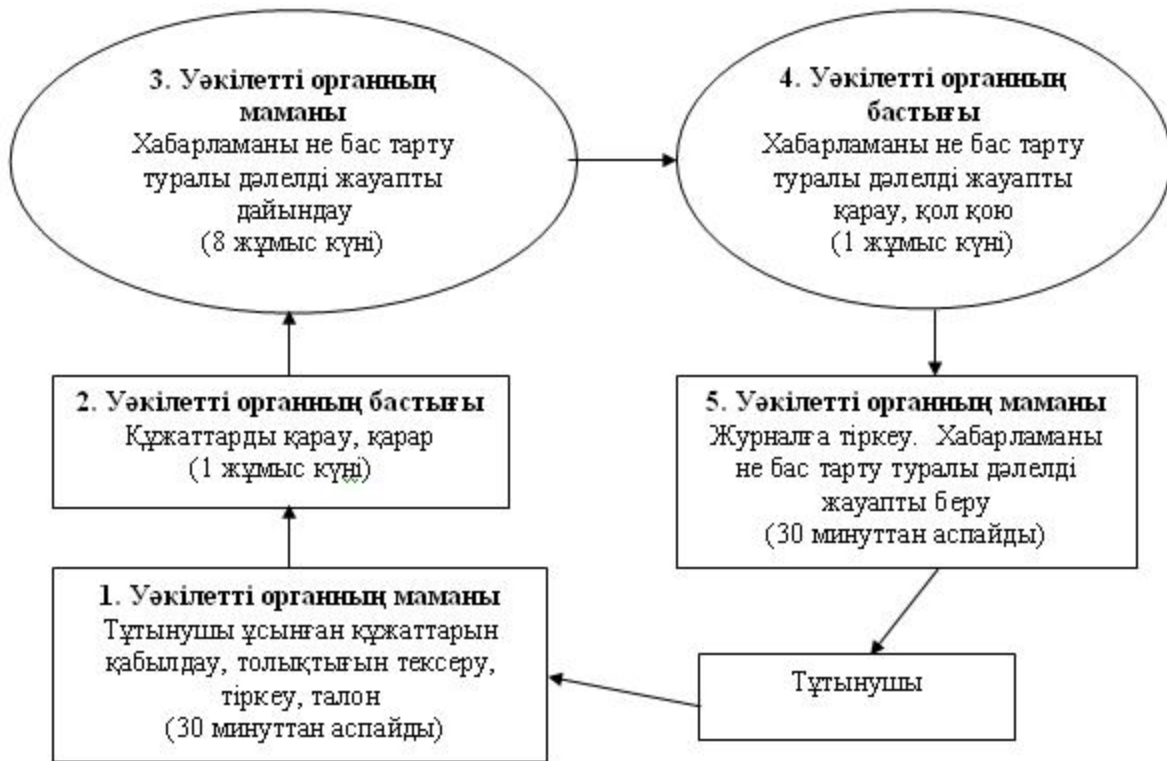 3. Уәкілетті органның
маманы
Хабарламаны не бас тарту
туралы дәлелді жауапты
дайындау
(8 жұмыс күні)
4. Уәкілетті органның
бастығы
Хабарламаны не бас тарту
туралы дәлелді жауапты
қарау, қол қою
(1 жұмыс күні)
2. Уәкілетті органның бастығы
Құжаттарды қарау, қарар
(1 жұмыс күні)
5. Уәкілетті органның маманы
Журналға тіркеу. Хабарламаны
не бас тарту туралы дәлелді
жауапты беру
(30 минуттан аспайды)
1. Уәкілетті органның маманы
Тұтынушы ұсынған құжаттарын
қабылдау, толықтығын тексеру,
тіркеу, талон
(30 минуттан аспайды)
Тұтынушы